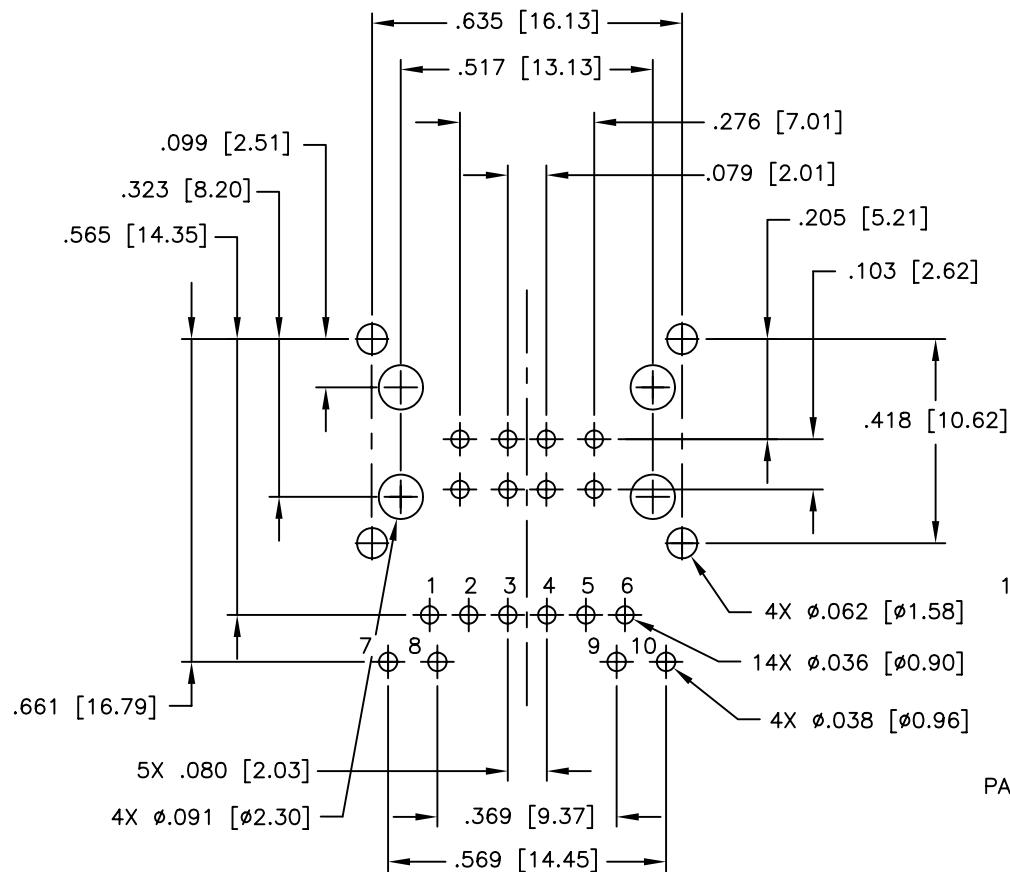 .635 [16.13]
.517 [13.13]
.276 [7.01]
.099 [2.51]
.079 [2.01]
.323 [8.20]
.205 [5.21]
.565 [14.35]
.103 [2.62]
.418 [10.62]
1 2 3 4 5 6
1
4X ø.062 [ø1.58]
7 8 9 10
14X ø.036 [ø0.90]
.661 [16.79]
4X ø.038 [ø0.96]
5X .080 [2.03]
PA
4X ø.091 [ø2.30]
.369 [9.37]
.569 [14.45]